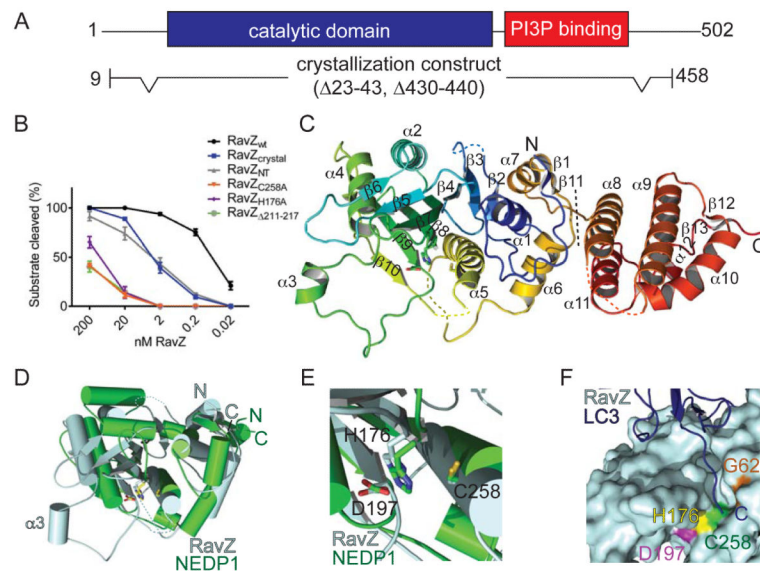 A
1
catalytic domain
PI3P binding
502
9
crystallization construct
458
(Δ23-43, Δ430-440)
B
RavZwt
RavZcrystal
RavZNT
RavZC258A
RavZH176A
RavZΔ211-217
Substrate cleaved (%)
100
50
0
200
20
2
0.2
0.02
nM RavZ
C
α2
α4
β3
N
α7
β1
β6
β5
β4
β2
β11
α8
α9
β12
β8
α1
β13
α12
C
β9
α10
α3
β10
α5
α6
α11
D
N
C
N
C
α3
RavZ
NEDP1
E
H176
C258
D197
RavZ
NEDP1
F
RavZ
LC3
G62
H176
C
C258
D197